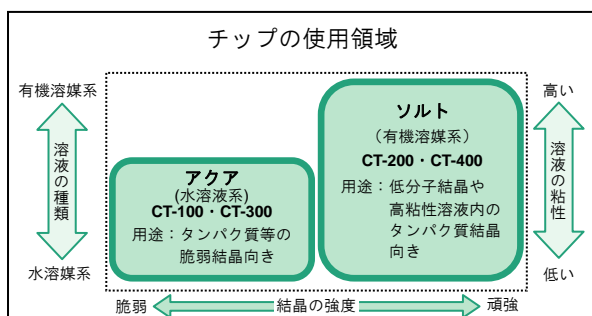 チップの使用領域
有機溶媒系
溶液の種類
水溶媒系
アクア
(水溶液系)
CT-100・CT-300
用途：タンパク質等の
脆弱結晶向き
ソルト
（有機溶媒系）
CT-200・CT-400
用途：低分子結晶や
高粘性溶液内の
タンパク質結晶
向き
高い
溶液の粘性
低い
脆弱
結晶の強度
頑強